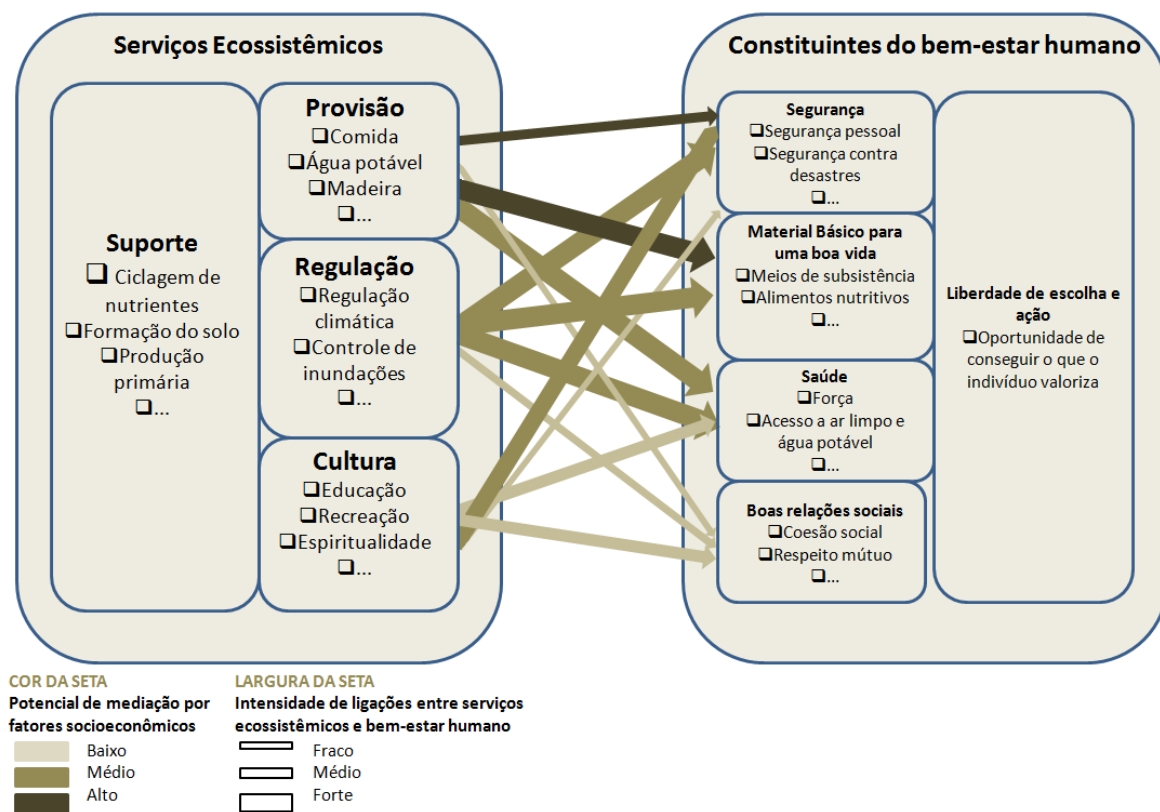 Serviços Ecossistêmicos
Suporte
❑ Ciclagem de
nutrientes
❑Formação do solo
❑Produção
primária
❑...
Provisão
❑Comida
❑Água potável
❑Madeira
❑...
Regulação
❑Regulação
climática
❑Controle de
inundações
❑...
Cultura
❑Educação
❑Recreação
❑Espiritualidade
❑...
Constituintes do bem-estar humano
Segurança
❑Segurança pessoal
❑Segurança contra
desastres
❑...
Material Básico para
uma boa vida
❑Meios de subsistência
❑Alimentos nutritivos
❑...
Saúde
❑Força
❑Acesso a ar limpo e
água potável
❑...
Boas relações sociais
❑Coesão social
❑Respeito mútuo
❑...
Liberdade de escolha e
ação
❑Oportunidade de
conseguir o que o
indivíduo valoriza
COR DA SETA
Potencial de mediação por
fatores socioeconômicos
Baixo
Médio
Alto
LARGURA DA SETA
Intensidade de ligações entre serviços
ecossistêmicos e bem-estar humano
Fraco
Médio
Forte